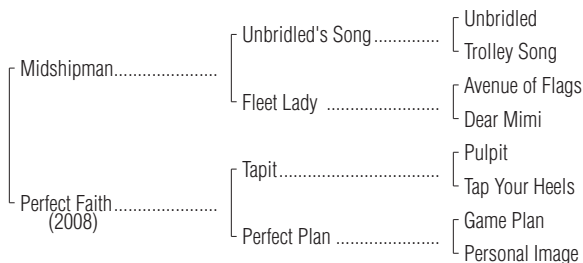 Unbridled
Unbridled's Song..............
Trolley Song
Midshipman......................
Avenue of Flags
Fleet Lady ........................
Dear Mimi
Pulpit
Tapit..................................
Tap Your Heels
Perfect Faith......................
(2008)
Game Plan
Perfect Plan ......................
Personal Image